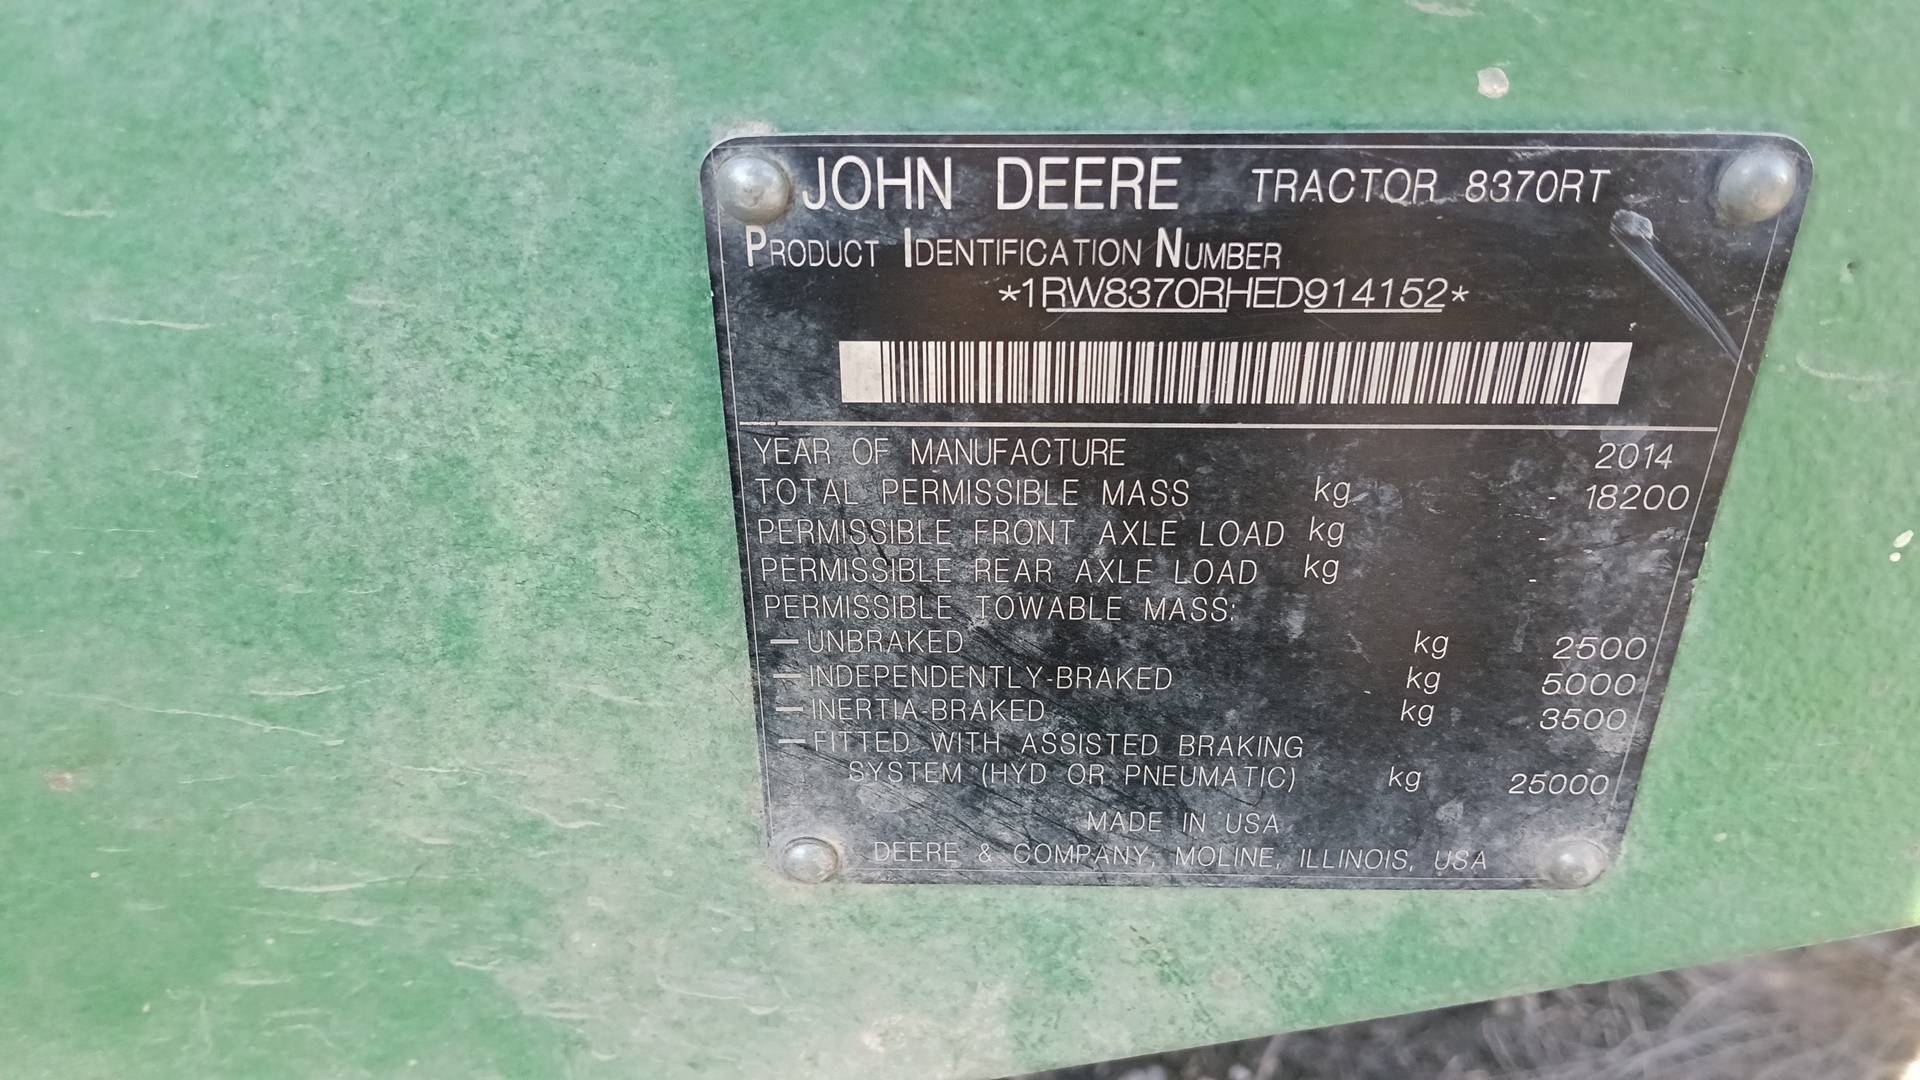 JOHN DEERE TRACTOR 8370RT
PRODUCT IDENTIFICATION NUMBER
*1RW8370RHED914152*
YEAR OF MANUFACTURE 2014
TOTAL PERMISSIBLE MASS kg - 18200
PERMISSIBLE FRONT AXLE LOAD kg -
PERMISSIBLE REAR AXLE LOAD kg -
PERMISSIBLE TOWABLE MASS:
— UNBRAKED kg 2500
— INDEPENDENTLY-BRAKED kg 5000
— INERTIA-BRAKED kg 3500
— FITTED WITH ASSISTED BRAKING
SYSTEM (HYD OR PNEUMATIC) kg 25000
MADE IN USA
DEERE & COMPANY, MOLINE, ILLINOIS, USA